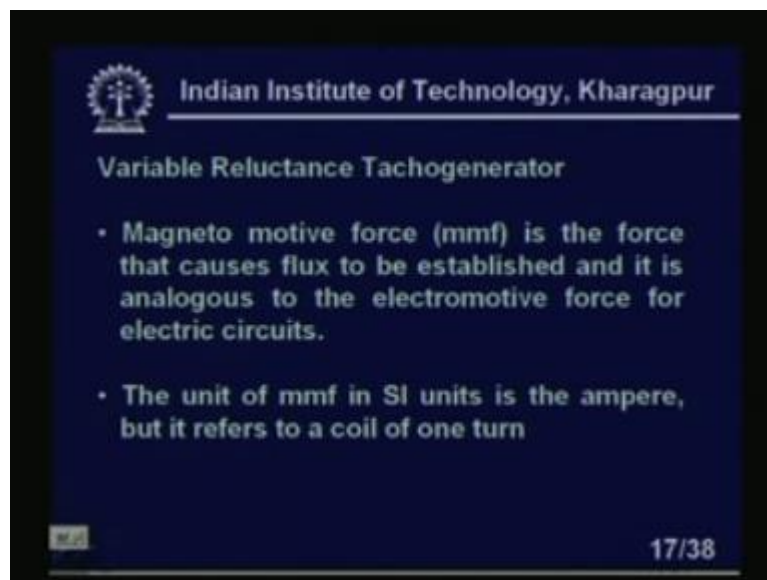 Indian Institute of Technology, Kharagpur
Variable Reluctance Tachogenerator
• Magneto motive force (mmf) is the force
that causes flux to be established and it is
analogous to the electromotive force for
electric circuits.
• The unit of mmf in SI units is the ampere,
but it refers to a coil of one turn
17/38